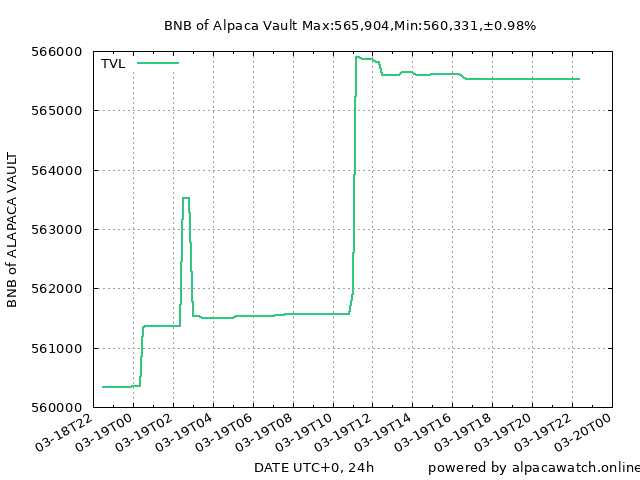 BNB of Alpaca Vault Max:565,904,Min:560,331,±0.98%
TVL
BNB of ALAPACA VAULT
566000
565000
564000
563000
562000
561000
560000
03-18T22
03-19T00
03-19T02
03-19T04
03-19T06
03-19T08
03-19T10
03-19T12
03-19T14
03-19T16
03-19T18
03-19T20
03-19T22
03-20T00
DATE UTC+0, 24h
powered by alpacawatch.online